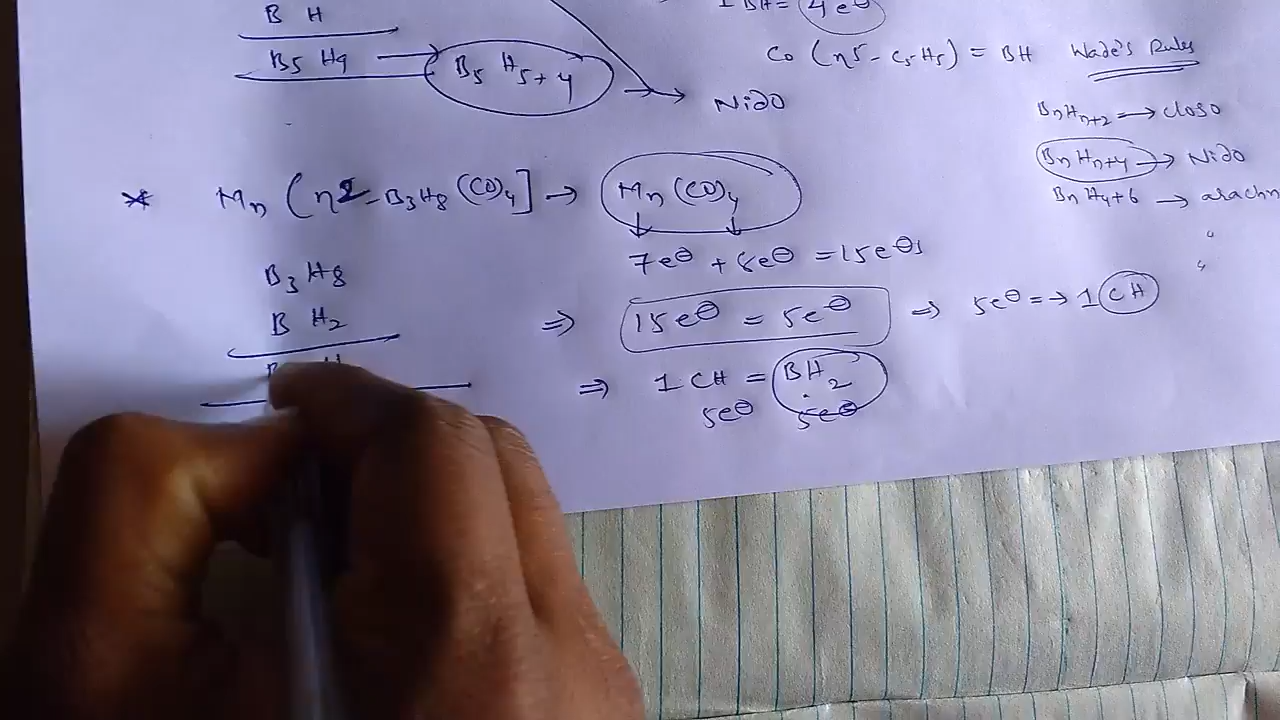 B H
1 BH = 4e⊖
Co (η5 - C5H5) = BH Wade's Rules
B5 H9 → B5 H5+4 → Nido
BnHn+2 → closo
BnHn+4 → Nido
* Mn (η2 - B3H8 (CO)4] → Mn (CO)4
BnH4+6 → arachn
7e⊖ + 8e⊖ = 15e⊖s
B3 H8
B H2
⇒ 15e⊖ = 5e⊖ ⇒ 5e⊖ ⇒ 1 CH
⇒ 1 CH = BH2
5e⊖ 5e⊖